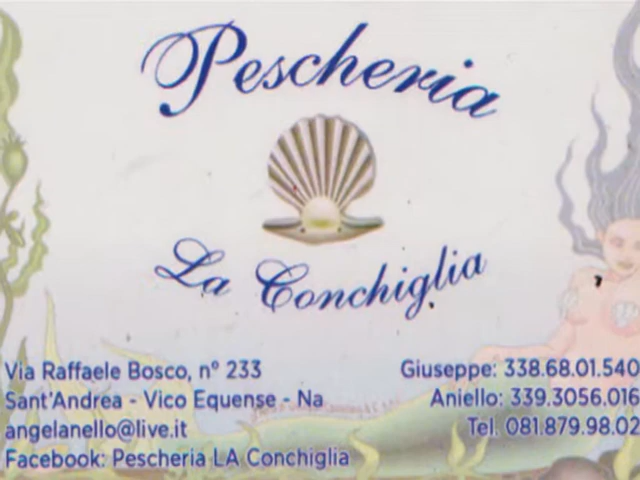 Pescheria
La Conchiglia
Via Raffaele Bosco, n° 233
Sant'Andrea - Vico Equense - Na
angelanello@live.it
Facebook: Pescheria LA Conchiglia
Giuseppe: 338.68.01.540
Aniello: 339.3056.016
Tel. 081.879.98.02